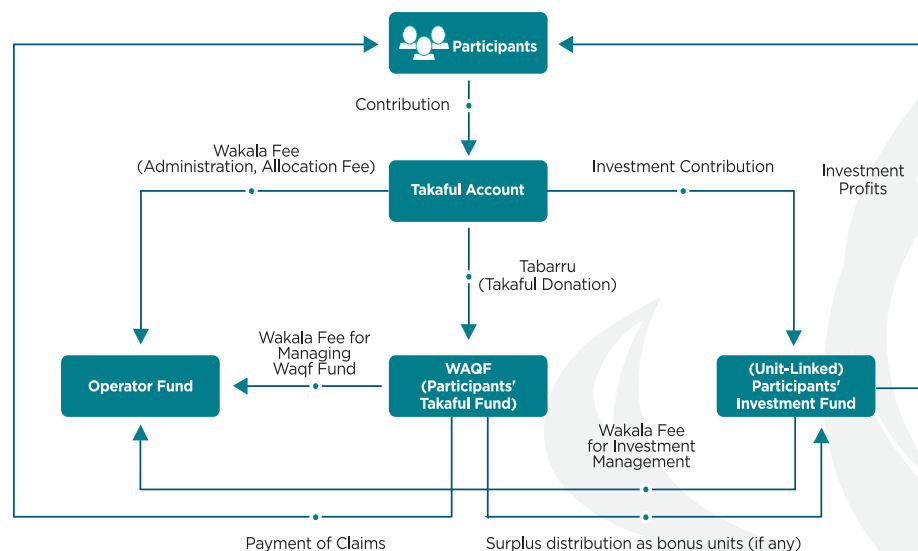 Participants
Contribution
Wakala Fee
(Administration, Allocation Fee)
Takaful Account
Investment Contribution
Investment
Profits
Tabarru
(Takaful Donation)
Wakala Fee for
Managing
Waqf Fund
Operator Fund
WAQF
(Participants'
Takaful Fund)
(Unit-Linked)
Participants'
Investment Fund
Wakala Fee
for Investment
Management
Payment of Claims
Surplus distribution as bonus units (if any)